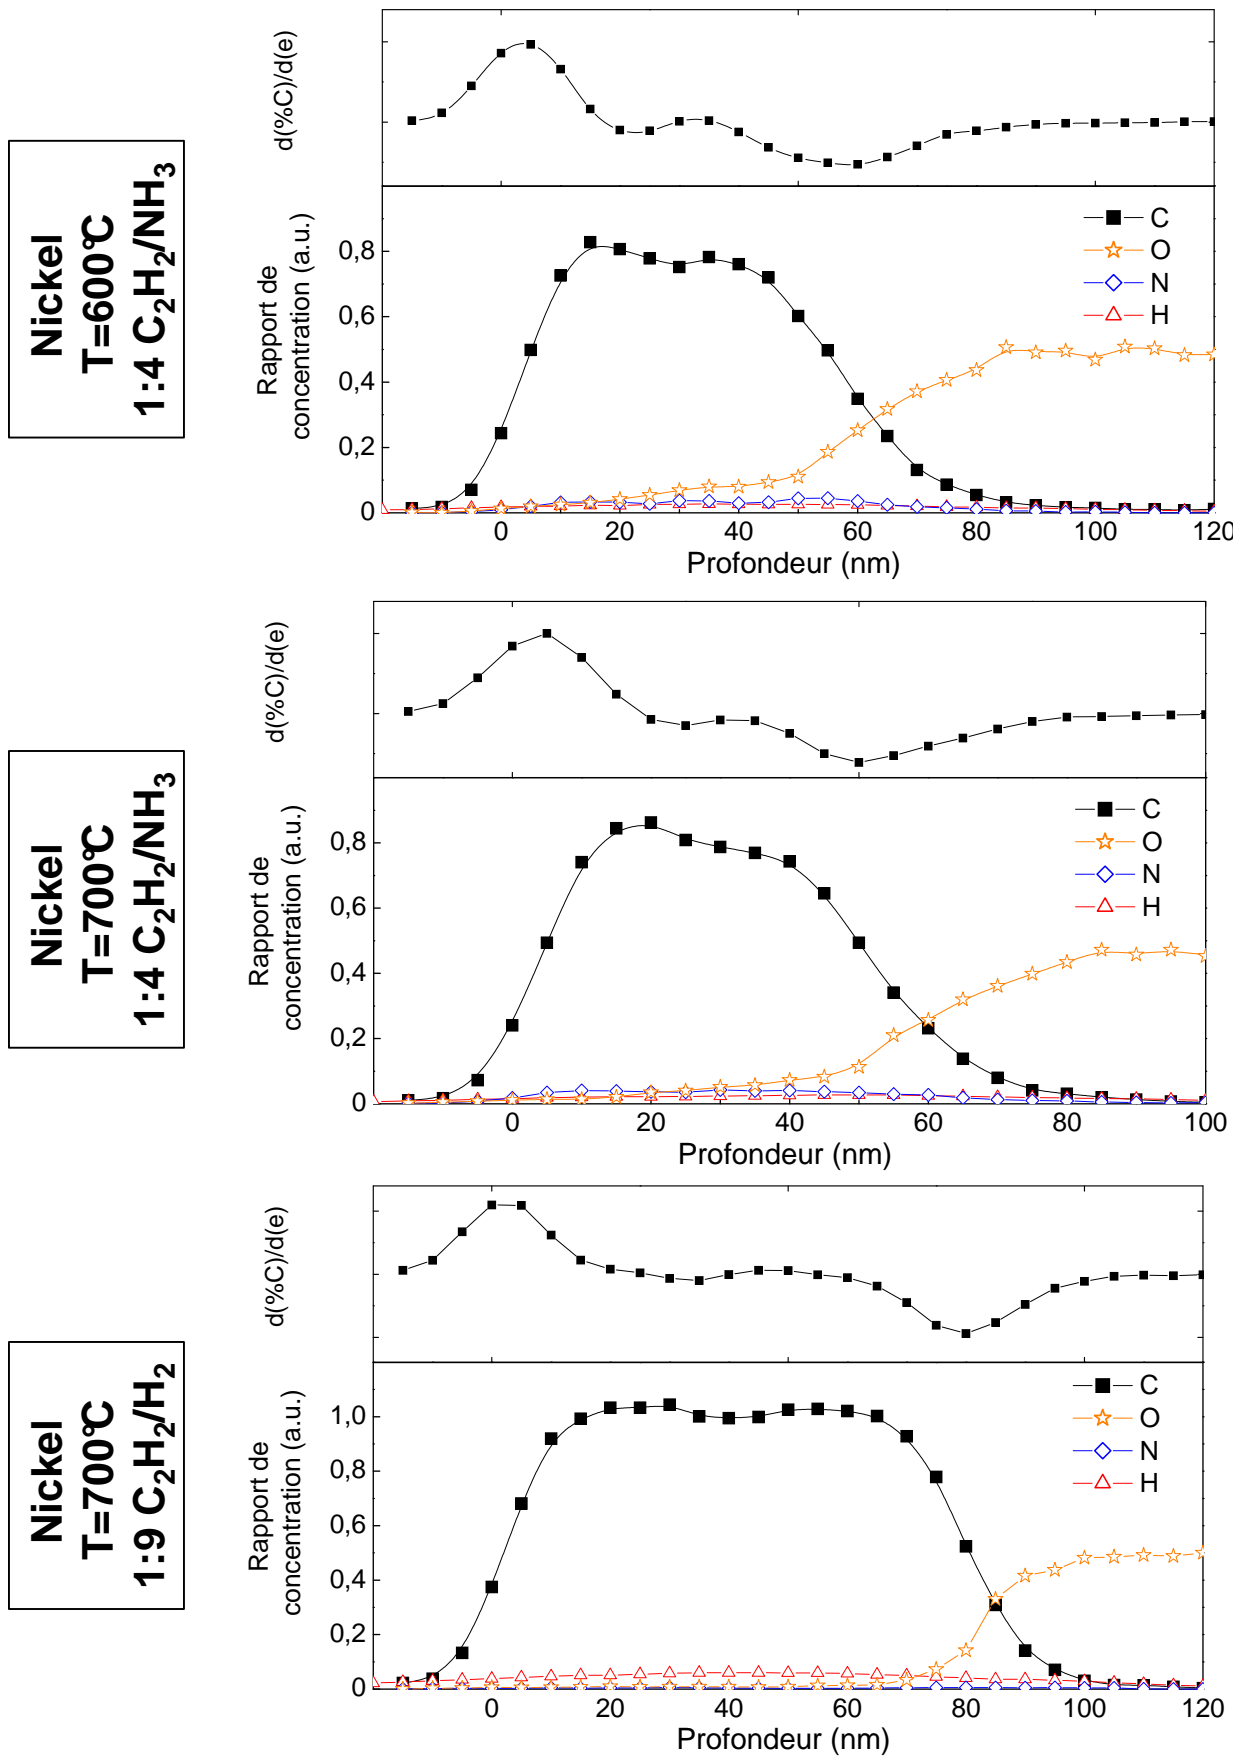 Nickel
T=600°C
1:4 C₂H₂/NH₃
d(%C)/d(e)
Rapport de
concentration (a.u.)
0,8
0,6
0,4
0,2
0
C
O
N
H
0 20 40 60 80 100 120
Profondeur (nm)
Nickel
T=700°C
1:4 C₂H₂/NH₃
d(%C)/d(e)
Rapport de
concentration (a.u.)
0,8
0,6
0,4
0,2
0
C
O
N
H
0 20 40 60 80 100
Profondeur (nm)
Nickel
T=700°C
1:9 C₂H₂/H₂
d(%C)/d(e)
Rapport de
concentration (a.u.)
1,0
0,8
0,6
0,4
0,2
0
C
O
N
H
0 20 40 60 80 100 120
Profondeur (nm)